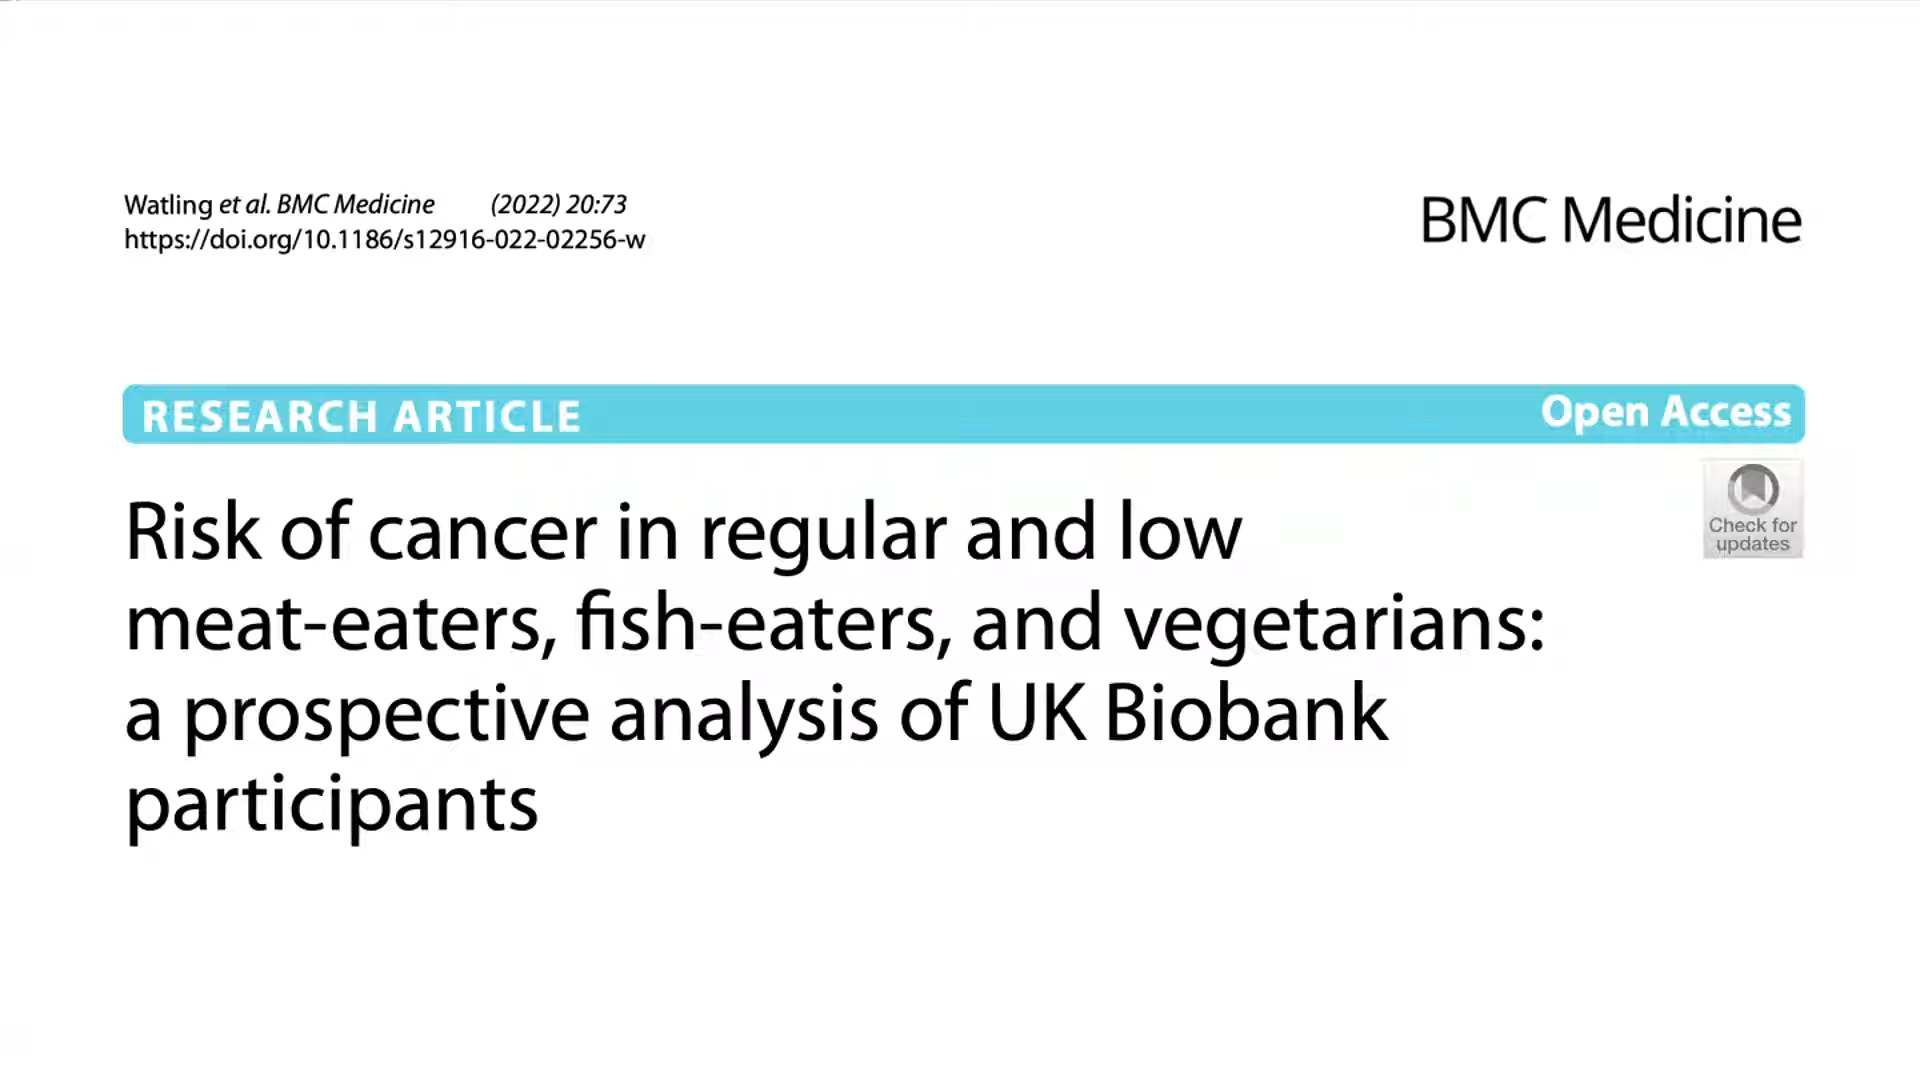 Watling et al. BMC Medicine (2022) 20:73
https://doi.org/10.1186/s12916-022-02256-w
BMC Medicine
RESEARCH ARTICLE
Open Access
Check for
updates
Risk of cancer in regular and low
meat-eaters, fish-eaters, and vegetarians:
a prospective analysis of UK Biobank
participants